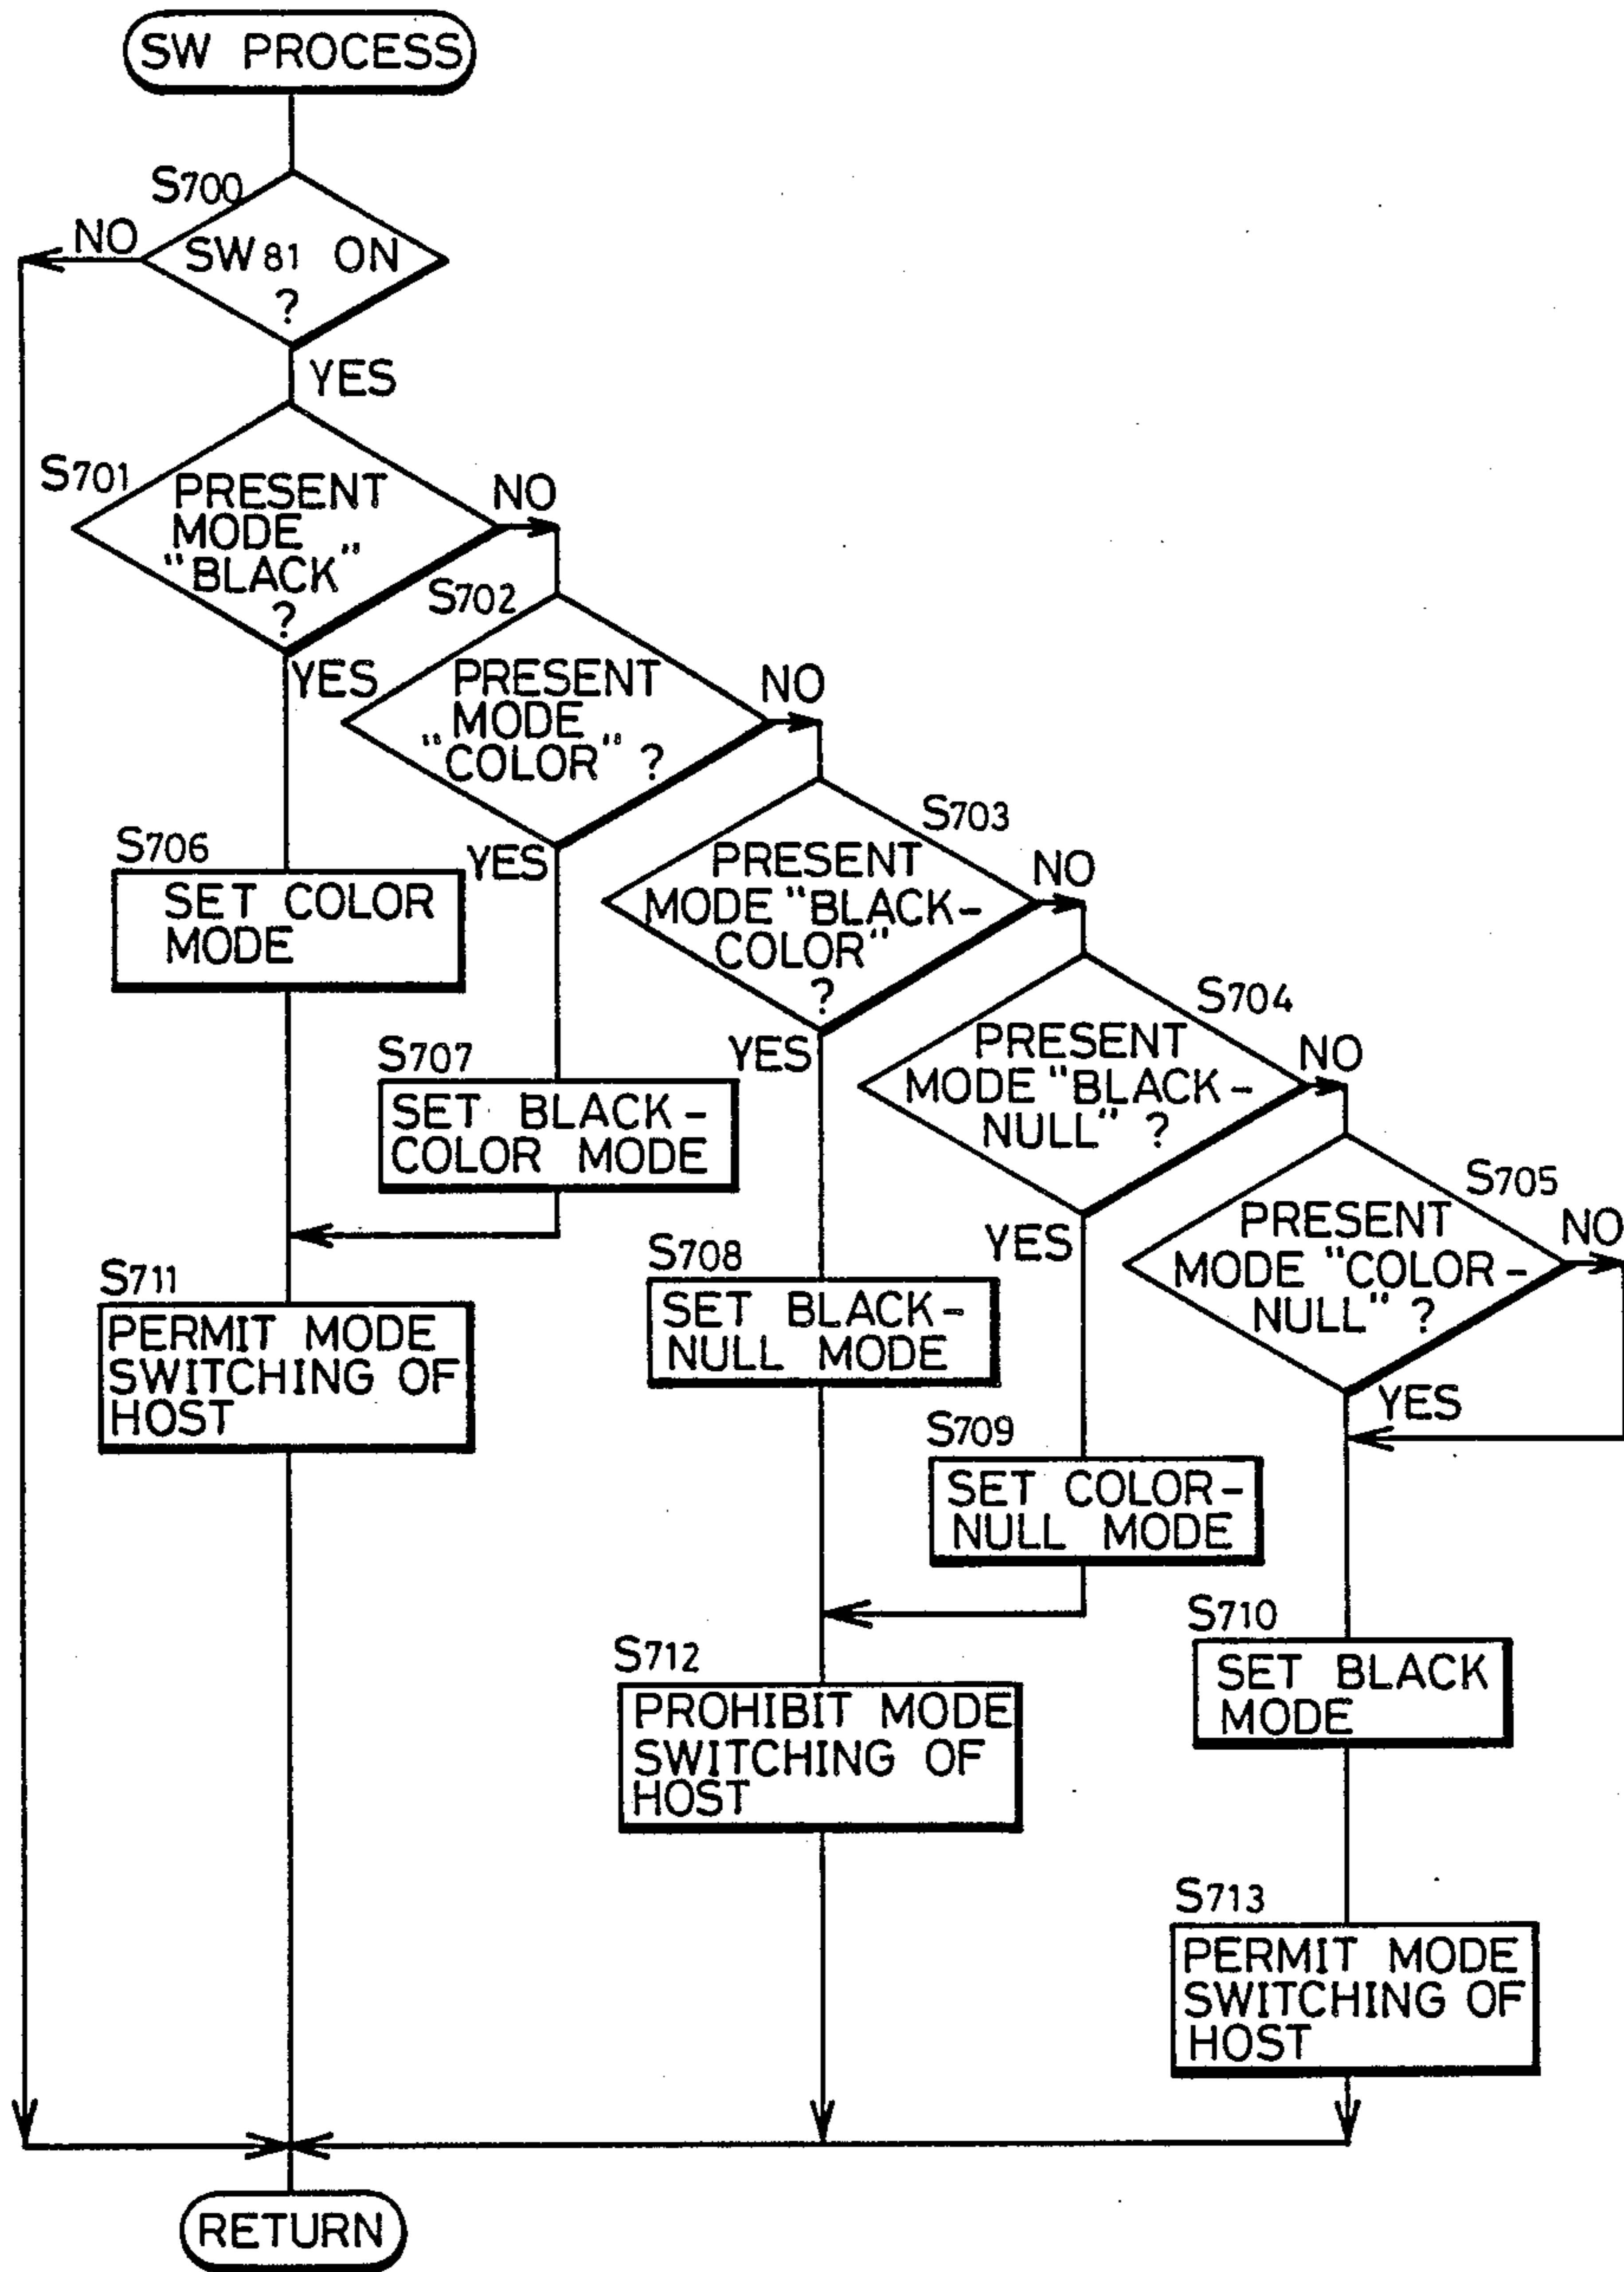 SW PROCESS
S700
NO
SW81 ON
?
YES
S701
PRESENT
MODE
"BLACK"
?
NO
YES
S702
PRESENT
MODE
"COLOR" ?
NO
YES
S703
PRESENT
MODE "BLACK-
COLOR"
?
NO
YES
S704
PRESENT
MODE "BLACK-
NULL" ?
NO
YES
S705
PRESENT
MODE "COLOR-
NULL" ?
NO
YES
S706
SET COLOR
MODE
S707
SET BLACK-
COLOR MODE
S708
SET BLACK-
NULL MODE
S709
SET COLOR-
NULL MODE
S710
SET BLACK
MODE
S711
PERMIT MODE
SWITCHING OF
HOST
S712
PROHIBIT MODE
SWITCHING OF
HOST
S713
PERMIT MODE
SWITCHING OF
HOST
RETURN